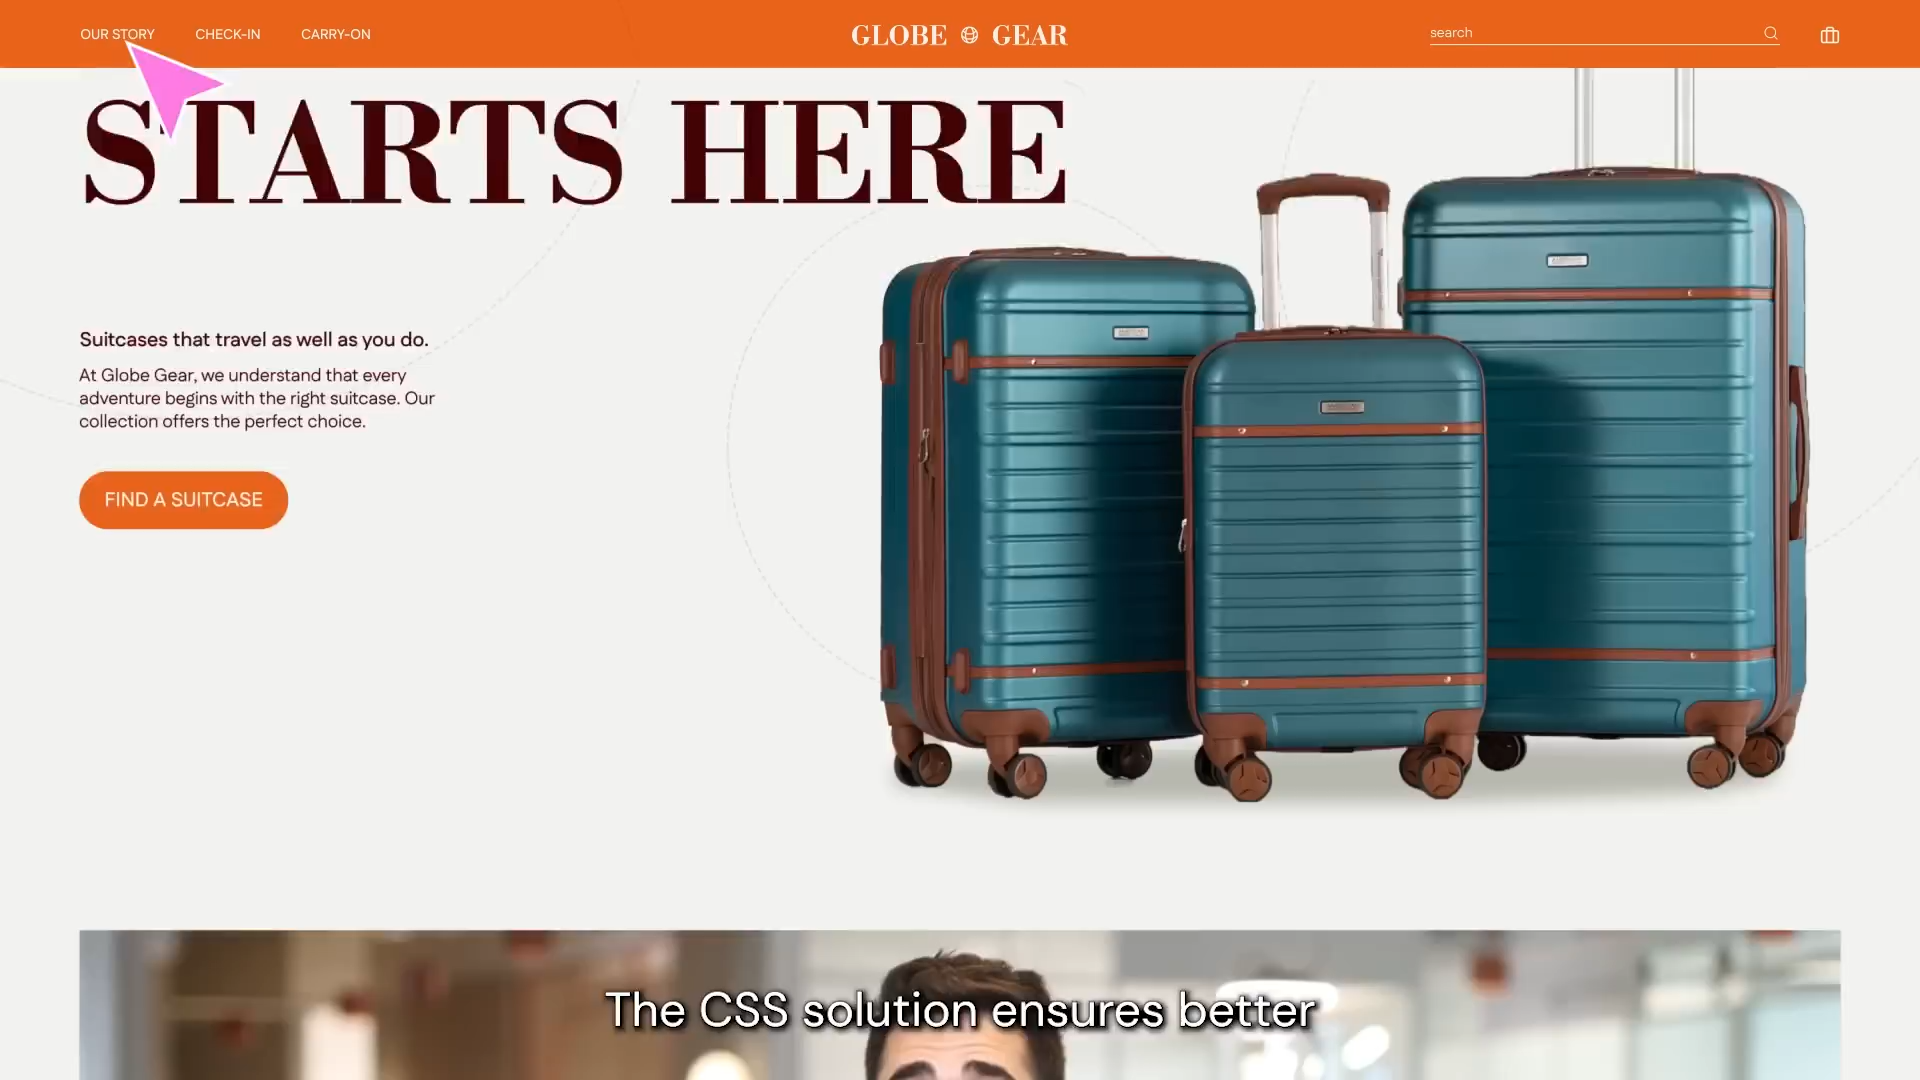 OUR STORY
CHECK-IN
CARRY-ON
GLOBE GEAR
search
STARTS HERE
Suitcases that travel as well as you do.
At Globe Gear, we understand that every
adventure begins with the right suitcase. Our
collection offers the perfect choice.
FIND A SUITCASE
The CSS solution ensures better